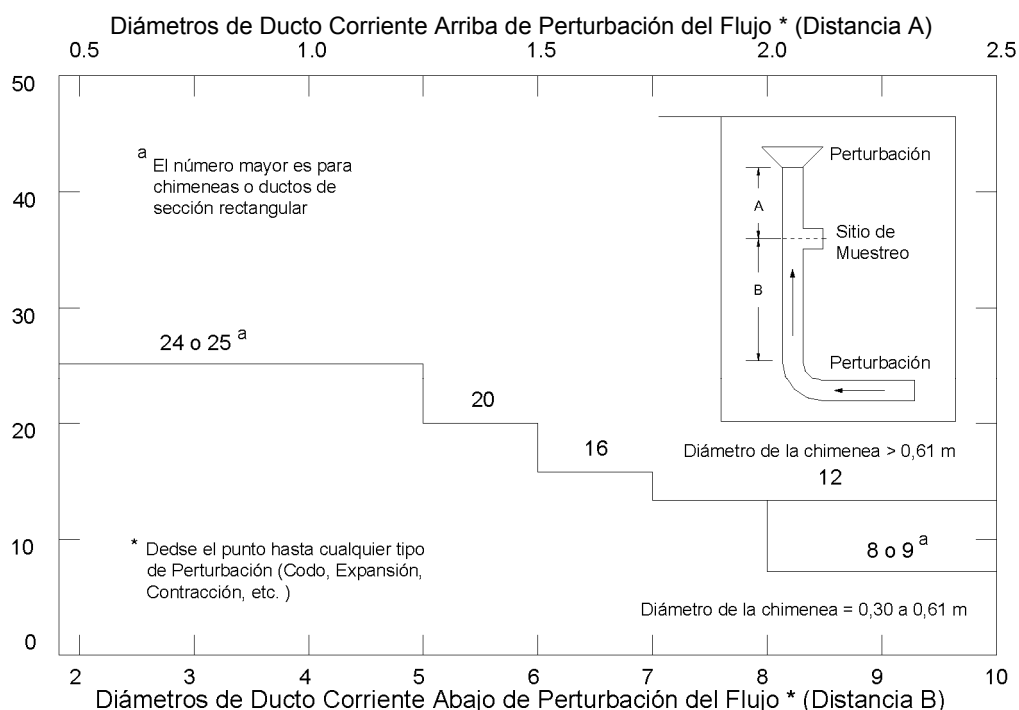 Diámetros de Ducto Corriente Arriba de Perturbación del Flujo * (Distancia A)
0.5 1.0 1.5 2.0 2.5
50
40
30
20
10
0
a El número mayor es para
chimeneas o ductos de
sección rectangular
Perturbación
A
Sitio de
Muestreo
B
Perturbación
24 o 25 a
20
16
Diámetro de la chimenea > 0,61 m
12
8 o 9 a
* Dedse el punto hasta cualquier tipo
de Perturbación (Codo, Expansión,
Contracción, etc. )
Diámetro de la chimenea = 0,30 a 0,61 m
2 3 4 5 6 7 8 9 10
Diámetros de Ducto Corriente Abajo de Perturbación del Flujo * (Distancia B)